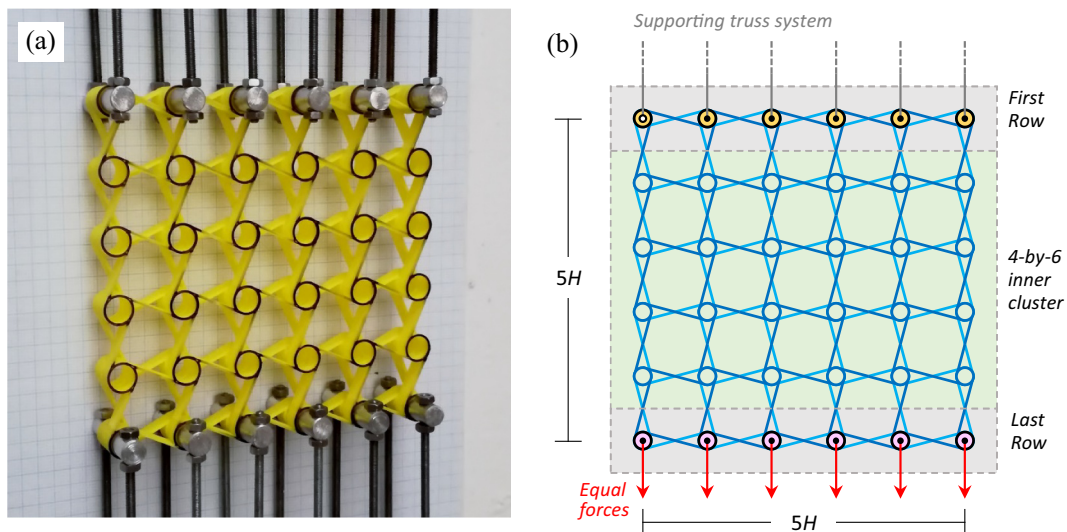 (a)
(b)
Supporting truss system
First
Row
5H
4-by-6
inner
cluster
Last
Row
Equal
forces
5H